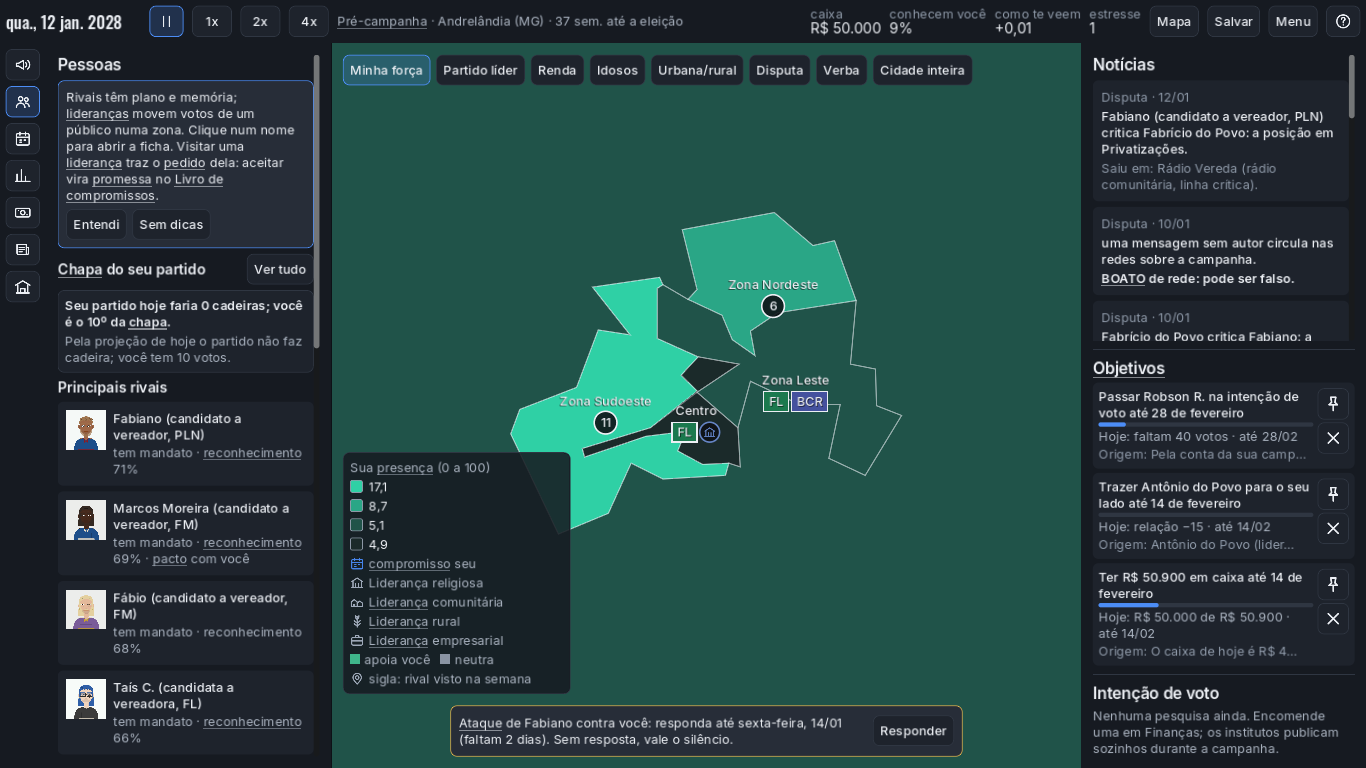 qua., 12 jan. 2028
1x
2x
4x
Pré-campanha · Andrelândia (MG) · 37 sem. até a eleição
caixa
R$ 50.000
conhecem você
9%
como te veem
+0,01
estresse
1
Mapa
Salvar
Menu
Pessoas
Rivais têm plano e memória;
lideranças movem votos de um
público numa zona. Clique num nome
para abrir a ficha. Visitar uma
liderança traz o pedido dela: aceitar
vira promessa no Livro de
compromissos.
Entendi
Sem dicas
Chapa do seu partido
Ver tudo
Seu partido hoje faria 0 cadeiras; você
é o 10º da chapa.
Pela projeção de hoje o partido não faz
cadeira; você tem 10 votos.
Principais rivais
Fabiano (candidato a
vereador, PLN)
tem mandato · reconhecimento
71%
Marcos Moreira (candidato a
vereador, FM)
tem mandato · reconhecimento
69% · pacto com você
Fábio (candidato a vereador,
FM)
tem mandato · reconhecimento
68%
Taís C. (candidata a
vereadora, FL)
tem mandato · reconhecimento
66%
Minha força
Partido líder
Renda
Idosos
Urbana/rural
Disputa
Verba
Cidade inteira
Zona Nordeste
6
Zona Leste
FL
BCR
Zona Sudoeste
11
Centro
FL
Sua presença (0 a 100)
17,1
8,7
5,1
4,9
compromisso seu
Liderança religiosa
Liderança comunitária
Liderança rural
Liderança empresarial
apoia você
neutra
sigla: rival visto na semana
Ataque de Fabiano contra você: responda até sexta-feira, 14/01
(faltam 2 dias). Sem resposta, vale o silêncio.
Responder
Notícias
Disputa · 12/01
Fabiano (candidato a vereador, PLN)
critica Fabrício do Povo: a posição em
Privatizações.
Saiu em: Rádio Vereda (rádio
comunitária, linha crítica).
Disputa · 10/01
uma mensagem sem autor circula nas
redes sobre a campanha.
BOATO de rede: pode ser falso.
Disputa · 10/01
Fabrício do Povo critica Fabiano: a
Objetivos
Passar Robson R. na intenção de
voto até 28 de fevereiro
Hoje: faltam 40 votos · até 28/02
Origem: Pela conta da sua camp...
Trazer Antônio do Povo para o seu
lado até 14 de fevereiro
Hoje: relação −15 · até 14/02
Origem: Antônio do Povo (lider...
Ter R$ 50.900 em caixa até 14 de
fevereiro
Hoje: R$ 50.000 de R$ 50.900 ·
até 14/02
Origem: O caixa de hoje é R$ 4...
Intenção de voto
Nenhuma pesquisa ainda. Encomende
uma em Finanças; os institutos publicam
sozinhos durante a campanha.